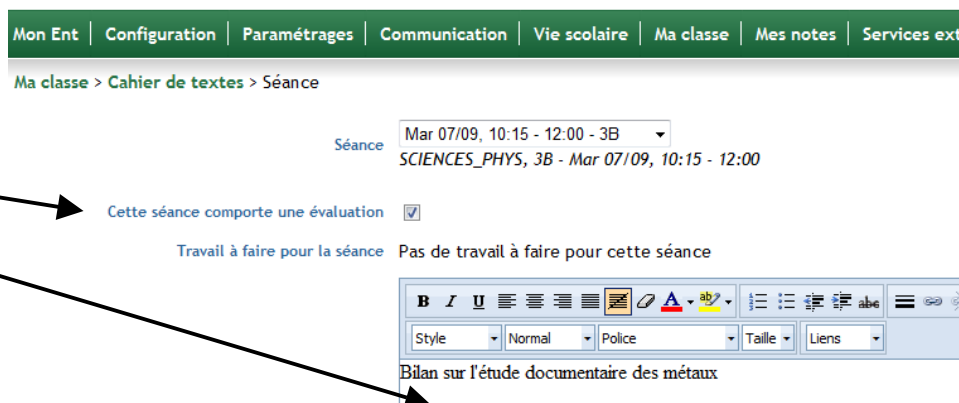 Mon Ent | Configuration | Paramétrages | Communication | Vie scolaire | Ma classe | Mes notes | Services ext
Ma classe > Cahier de textes > Séance
Séance Mar 07/09, 10:15 - 12:00 - 3B
SCIENCES_PHYS, 3B - Mar 07/09, 10:15 - 12:00
Cette séance comporte une évaluation
Travail à faire pour la séance Pas de travail à faire pour cette séance
B I U A ab abc
Style Normal Police Taille Liens
Bilan sur l'étude documentaire des métaux